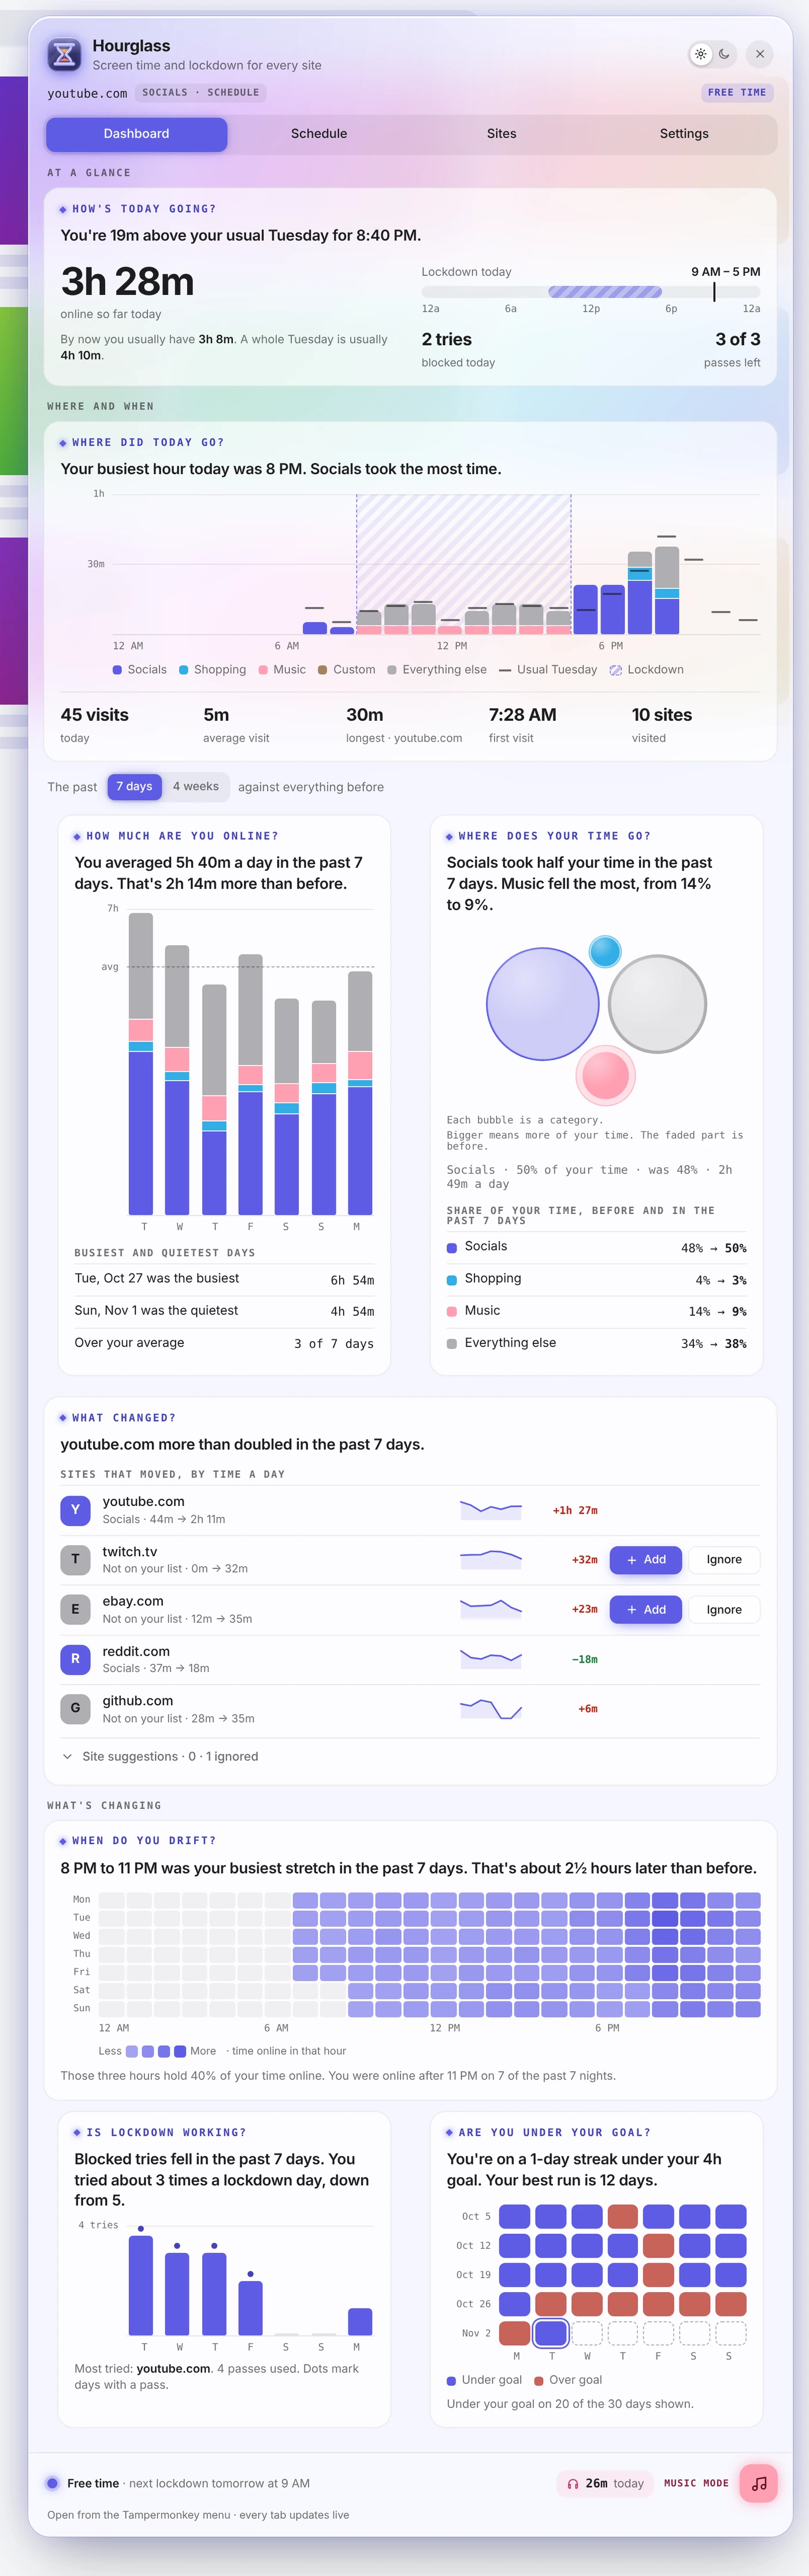 Hourglass
Screen time and lockdown for every site
youtube.com SOCIALS · SCHEDULE FREE TIME
Dashboard Schedule Sites Settings
AT A GLANCE
HOW'S TODAY GOING?
You're 19m above your usual Tuesday for 8:40 PM.
3h 28m
online so far today
By now you usually have 3h 8m. A whole Tuesday is usually
4h 10m.
Lockdown today 9 AM – 5 PM
12a 6a 12p 6p 12a
2 tries 3 of 3
blocked today passes left
WHERE AND WHEN
WHERE DID TODAY GO?
Your busiest hour today was 8 PM. Socials took the most time.
1h
30m
12 AM 6 AM 12 PM 6 PM
Socials Shopping Music Custom Everything else Usual Tuesday Lockdown
45 visits 5m 30m 7:28 AM 10 sites
today average visit longest · youtube.com first visit visited
The past 7 days 4 weeks against everything before
HOW MUCH ARE YOU ONLINE?
You averaged 5h 40m a day in the past 7
days. That's 2h 14m more than before.
7h
avg
T W T F S S M
BUSIEST AND QUIETEST DAYS
Tue, Oct 27 was the busiest 6h 54m
Sun, Nov 1 was the quietest 4h 54m
Over your average 3 of 7 days
WHERE DOES YOUR TIME GO?
Socials took half your time in the past
7 days. Music fell the most, from 14%
to 9%.
Each bubble is a category.
Bigger means more of your time. The faded part is
before.
Socials · 50% of your time · was 48% · 2h
49m a day
SHARE OF YOUR TIME, BEFORE AND IN THE
PAST 7 DAYS
Socials 48% → 50%
Shopping 4% → 3%
Music 14% → 9%
Everything else 34% → 38%
WHAT CHANGED?
youtube.com more than doubled in the past 7 days.
SITES THAT MOVED, BY TIME A DAY
Y youtube.com +1h 27m
Socials · 44m → 2h 11m
T twitch.tv +32m + Add Ignore
Not on your list · 0m → 32m
E ebay.com +23m + Add Ignore
Not on your list · 12m → 35m
R reddit.com −18m
Socials · 37m → 18m
G github.com +6m
Not on your list · 28m → 35m
Site suggestions · 0 · 1 ignored
WHAT'S CHANGING
WHEN DO YOU DRIFT?
8 PM to 11 PM was your busiest stretch in the past 7 days. That's about 2½ hours later than before.
Mon
Tue
Wed
Thu
Fri
Sat
Sun
12 AM 6 AM 12 PM 6 PM
Less More · time online in that hour
Those three hours hold 40% of your time online. You were online after 11 PM on 7 of the past 7 nights.
IS LOCKDOWN WORKING?
Blocked tries fell in the past 7 days. You
tried about 3 times a lockdown day, down
from 5.
4 tries
T W T F S S M
Most tried: youtube.com. 4 passes used. Dots mark
days with a pass.
ARE YOU UNDER YOUR GOAL?
You're on a 1-day streak under your 4h
goal. Your best run is 12 days.
Oct 5
Oct 12
Oct 19
Oct 26
Nov 2
M T W T F S S
Under goal Over goal
Under your goal on 20 of the 30 days shown.
Free time · next lockdown tomorrow at 9 AM 26m today MUSIC MODE
Open from the Tampermonkey menu · every tab updates live